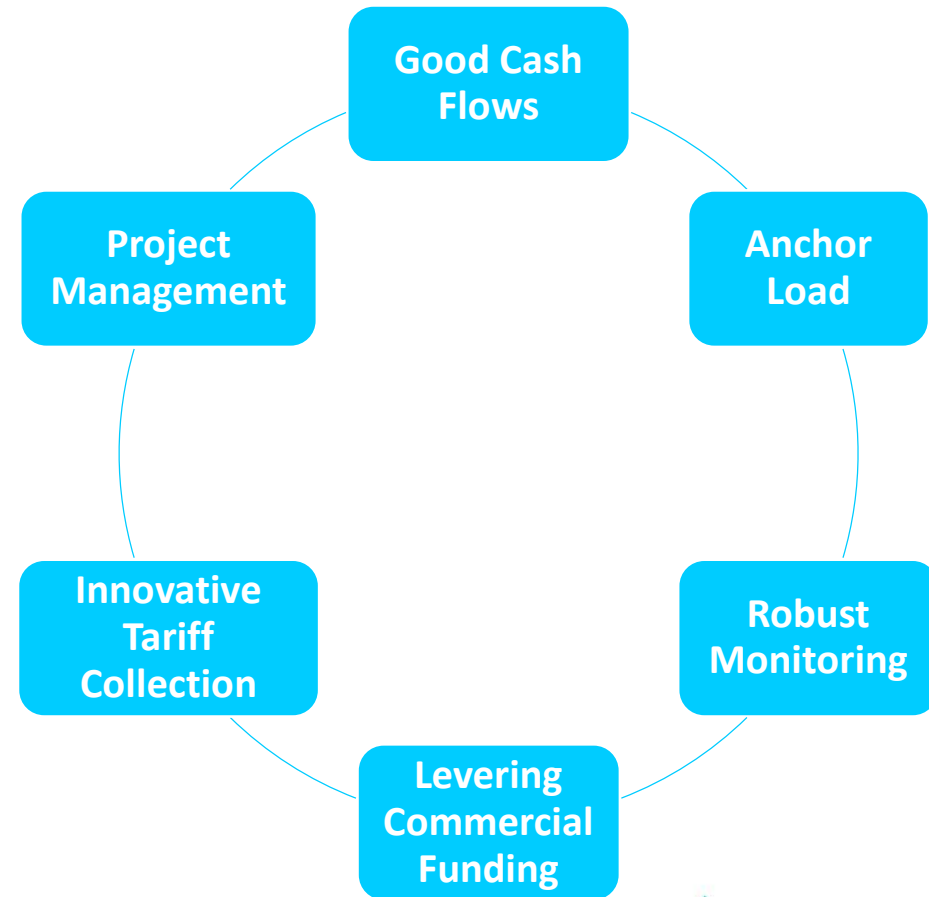 Good Cash
Flows
Project
Management
Anchor
Load
Innovative
Tariff
Collection
Robust
Monitoring
Levering
Commercial
Funding